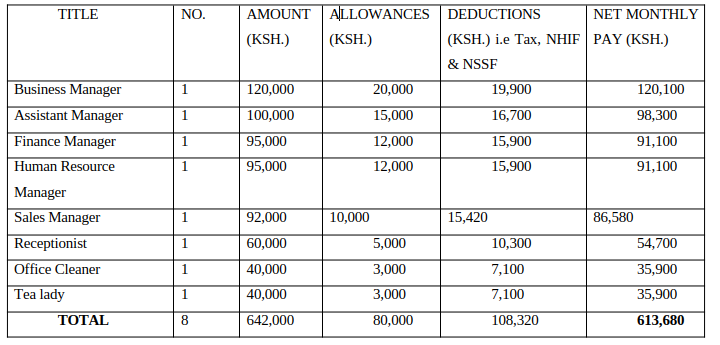 TITLE NO. AMOUNT ALLOWANCES DEDUCTIONS NET MONTHLY
(KSH.) (KSH.) (KSH.) i.e Tax, NHIF PAY (KSH.)
& NSSF
Business Manager 1 120,000 20,000 19,900 120,100
Assistant Manager 1 100,000 15,000 16,700 98,300
Finance Manager 1 95,000 12,000 15,900 91,100
Human Resource 1 95,000 12,000 15,900 91,100
Manager
Sales Manager 1 92,000 10,000 15,420 86,580
Receptionist 1 60,000 5,000 10,300 54,700
Office Cleaner 1 40,000 3,000 7,100 35,900
Tea lady 1 40,000 3,000 7,100 35,900
TOTAL 8 642,000 80,000 108,320 613,680